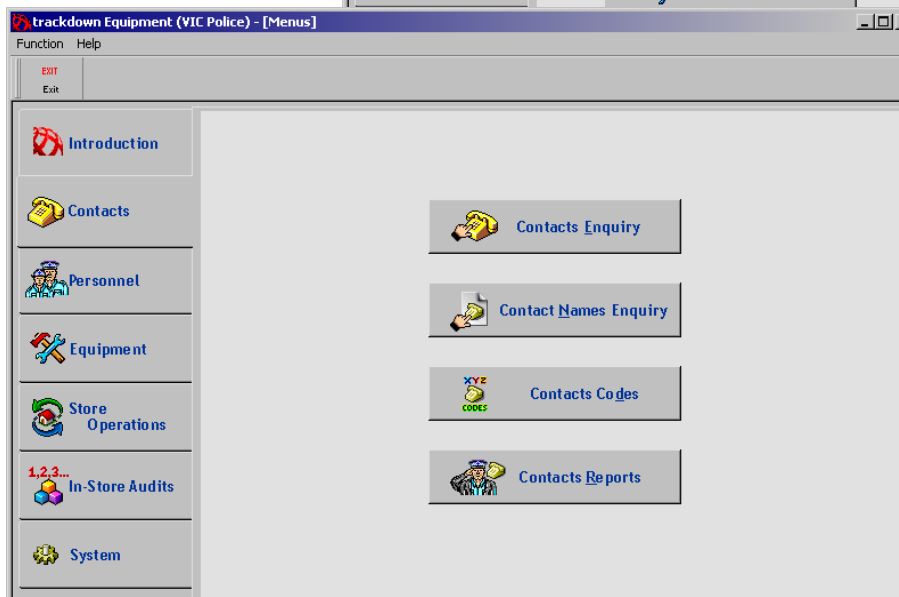 trackdown Equipment (VIC Police) - [Menus]
Function Help
EXIT
Exit
Introduction
Contacts
Personnel
Equipment
Store
Operations
1,2,3...
In-Store Audits
System
Contacts Enquiry
Contact Names Enquiry
XYZ
CODES
Contacts Codes
Contacts Reports